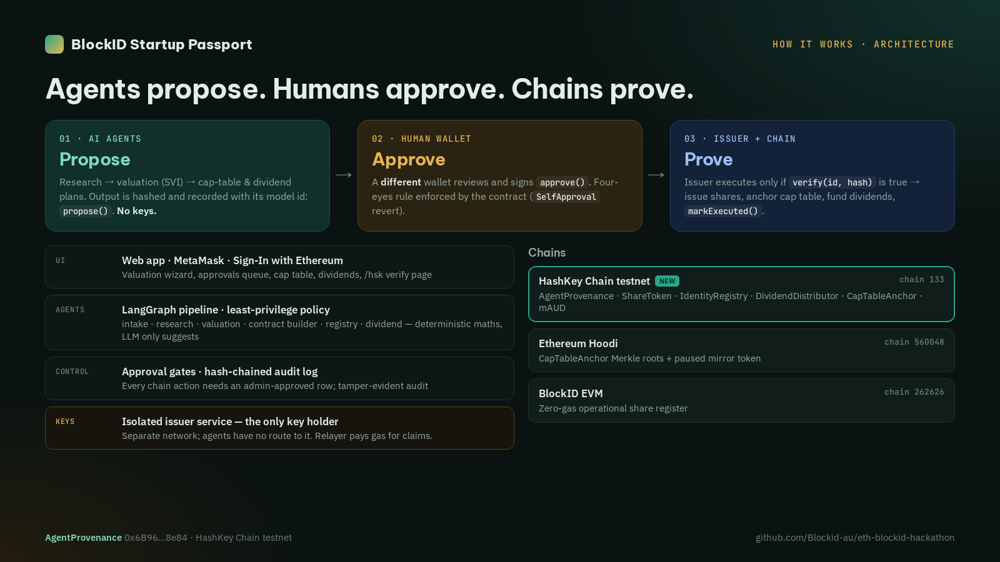 BlockID Startup Passport
HOW IT WORKS · ARCHITECTURE
Agents propose. Humans approve. Chains prove.
01 · AI AGENTS
Propose
Research → valuation (SVI) → cap-table & dividend
plans. Output is hashed and recorded with its model id:
propose(). No keys.
→
02 · HUMAN WALLET
Approve
A different wallet reviews and signs approve(). Four-
eyes rule enforced by the contract (SelfApproval
revert).
→
03 · ISSUER + CHAIN
Prove
Issuer executes only if verify(id, hash) is true →
issue shares, anchor cap table, fund dividends,
markExecuted().
UI
Web app · MetaMask · Sign-In with Ethereum
Valuation wizard, approvals queue, cap table, dividends, /hsk verify page
AGENTS
LangGraph pipeline · least-privilege policy
intake · research · valuation · contract builder · registry · dividend — deterministic maths,
LLM only suggests
CONTROL
Approval gates · hash-chained audit log
Every chain action needs an admin-approved row; tamper-evident audit
KEYS
Isolated issuer service — the only key holder
Separate network; agents have no route to it. Relayer pays gas for claims.
Chains
HashKey Chain testnet NEW
chain 133
AgentProvenance · ShareToken · IdentityRegistry · DividendDistributor · CapTableAnchor ·
mAUD
Ethereum Hoodi
chain 560048
CapTableAnchor Merkle roots + paused mirror token
BlockID EVM
chain 262626
Zero-gas operational share register
AgentProvenance 0x6B96…8e84 · HashKey Chain testnet
github.com/Blockid-au/eth-blockid-hackathon